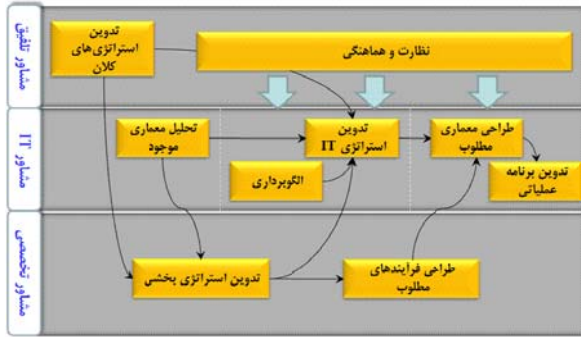 مشاور تلفیق
تدوین
استراتژی‌های
کلان
نظارت و هماهنگی
مشاور IT
تحلیل معماری
موجود
تدوین
استراتژی IT
طراحی معماری
مطلوب
الگوبرداری
تدوین برنامه
عملیاتی
مشاور تخصصی
تدوین استراتژی بخشی
طراحی فرآیندهای
مطلوب